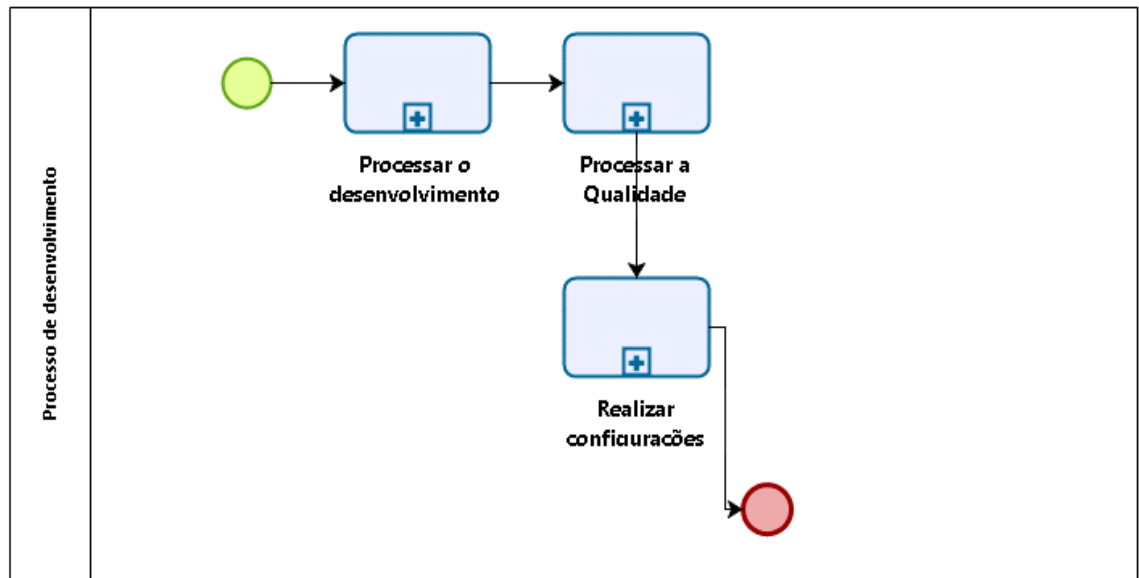 Processo de desenvolvimento
Processar o
desenvolvimento
Processar a
Qualidade
Realizar
configurações